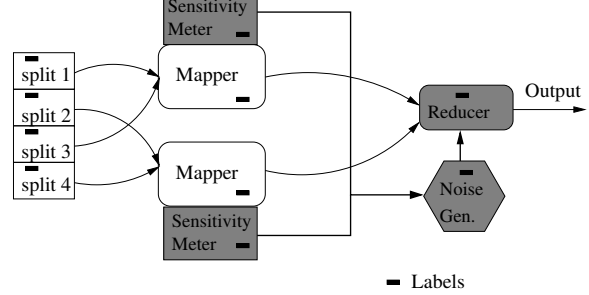 Sensitivity
Meter
split 1
split 2
split 3
split 4
Mapper
Mapper
Sensitivity
Meter
Reducer
Output
Noise
Gen.
Labels